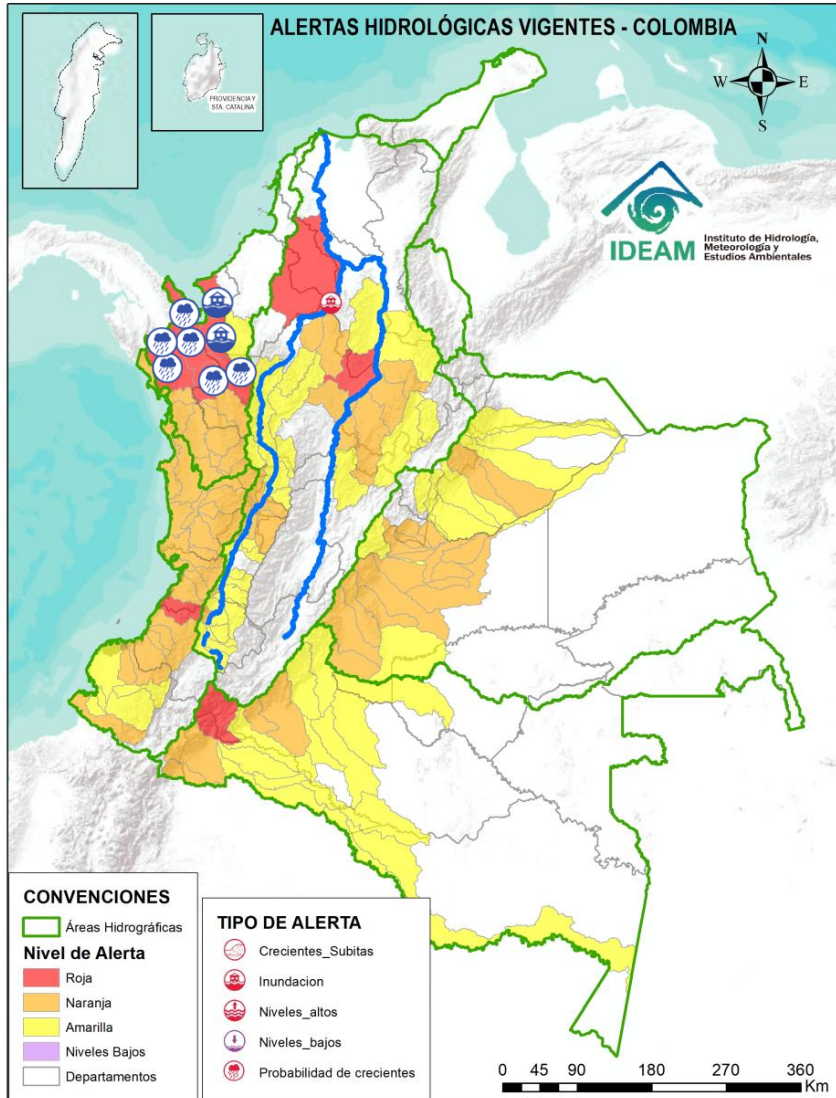 ALERTAS HIDROLÓGICAS VIGENTES - COLOMBIA
PROVIDENCIA Y
STA. CATALINA
N
W
E
S
IDEAM
Instituto de Hidrología,
Meteorología y
Estudios Ambientales
CONVENCIONES
Áreas Hidrográficas
Nivel de Alerta
Roja
Naranja
Amarilla
Niveles Bajos
Departamentos
TIPO DE ALERTA
Crecientes_Subitas
Inundacion
Niveles_altos
Niveles_bajos
Probabilidad de crecientes
0 45 90 180 270 360
Km